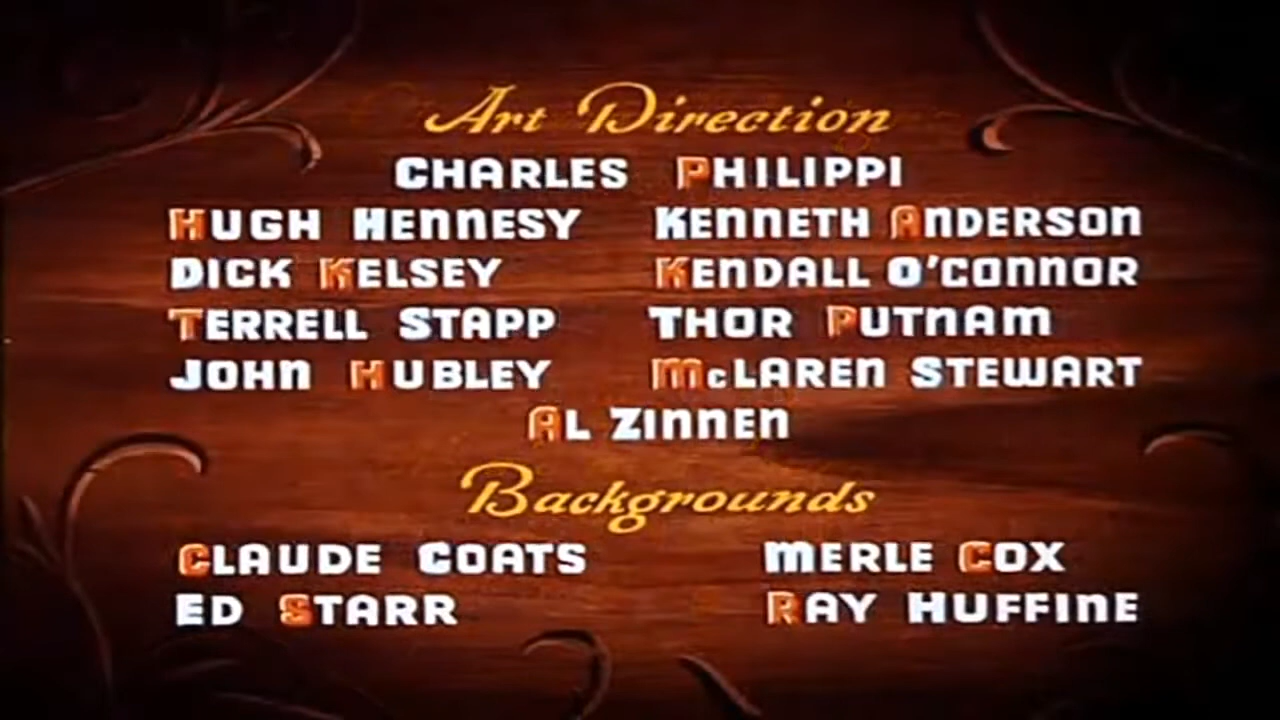 Art Direction
CHARLES PHILIPPI
HUGH HENNESY KENNETH ANDERSON
DICK KELSEY KENDALL O'CONNOR
TERRELL STAPP THOR PUTNAM
JOHN HUBLEY McLAREN STEWART
AL ZINNEN
Backgrounds
CLAUDE COATS MERLE COX
ED STARR RAY HUFFINE